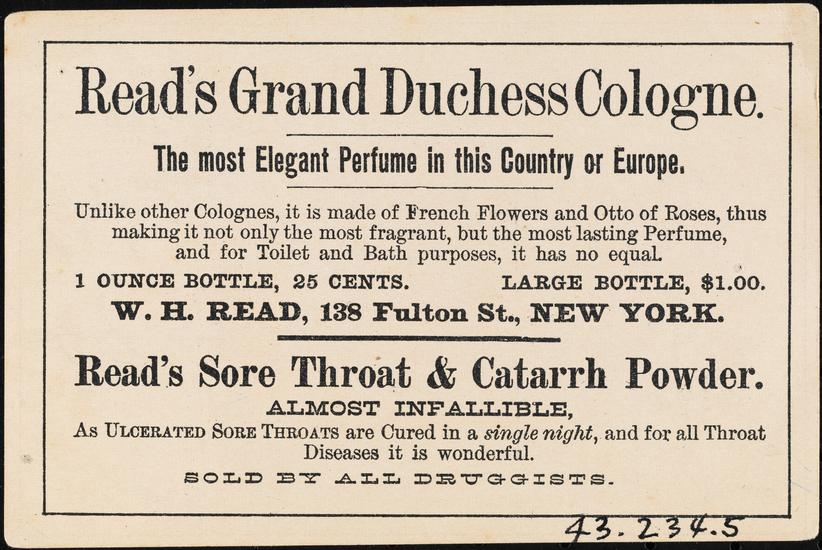 Read's Grand Duchess Cologne.
The most Elegant Perfume in this Country or Europe.
Unlike other Colognes, it is made of French Flowers and Otto of Roses, thus
making it not only the most fragrant, but the most lasting Perfume,
and for Toilet and Bath purposes, it has no equal.
1 OUNCE BOTTLE, 25 CENTS. LARGE BOTTLE, $1.00.
W. H. READ, 138 Fulton St., NEW YORK.
Read's Sore Throat & Catarrh Powder.
ALMOST INFALLIBLE,
As ULCERATED SORE THROATS are Cured in a single night, and for all Throat
Diseases it is wonderful.
SOLD BY ALL DRUGGISTS.
43.234.5